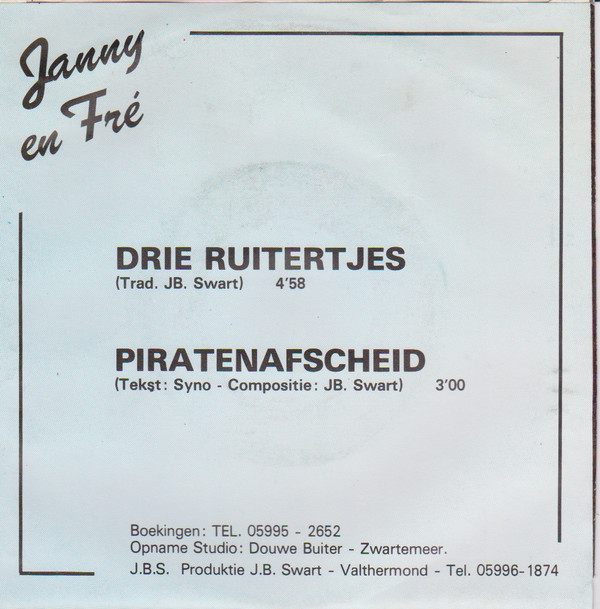 Janny
en Fré
DRIE RUITERTJES
(Trad. JB. Swart) 4'58
PIRATENAFSCHEID
(Tekst: Syno - Compositie: JB. Swart) 3'00
Boekingen: TEL. 05995 - 2652
Opname Studio: Douwe Buiter - Zwartemeer.
J.B.S. Produktie J.B. Swart - Valthermond - Tel. 05996-1874